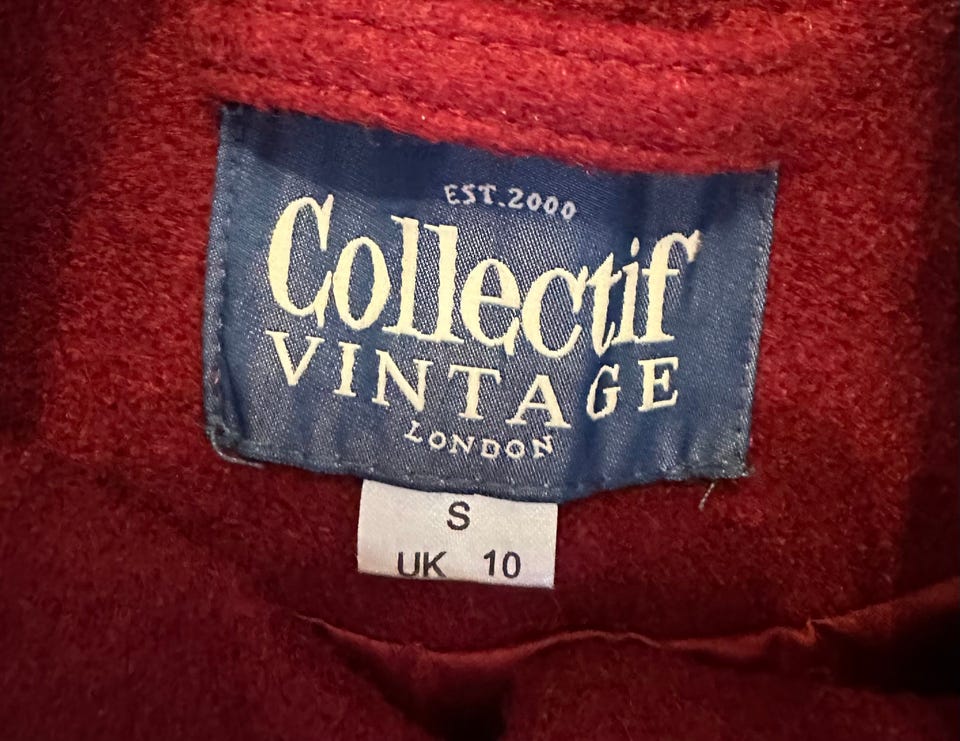 EST.2000
Collectif
VINTAGE
LONDON
S
UK 10